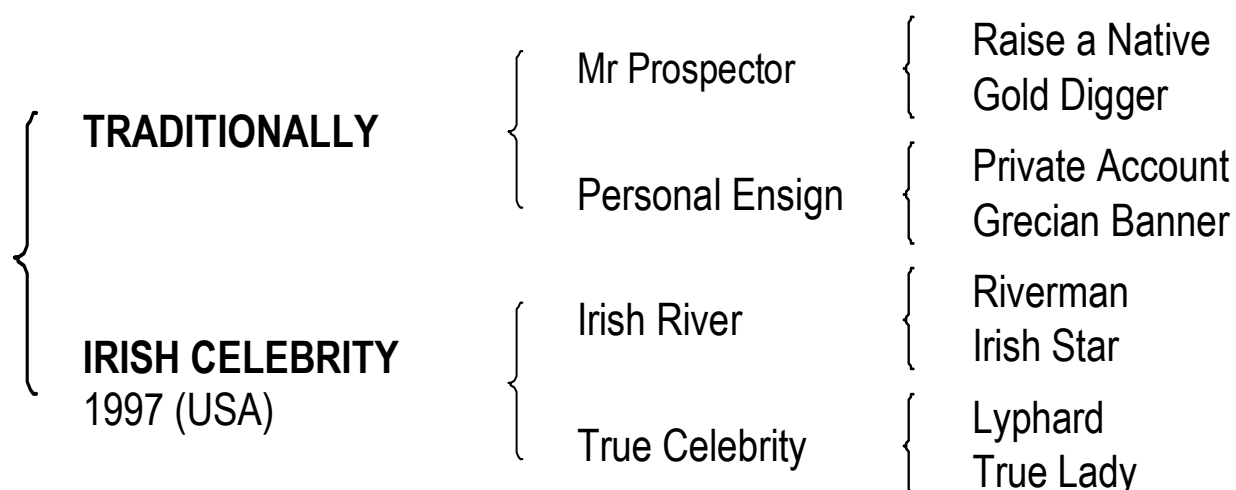 TRADITIONALLY
IRISH CELEBRITY
1997 (USA)
Mr Prospector
Personal Ensign
Irish River
True Celebrity
Raise a Native
Gold Digger
Private Account
Grecian Banner
Riverman
Irish Star
Lyphard
True Lady